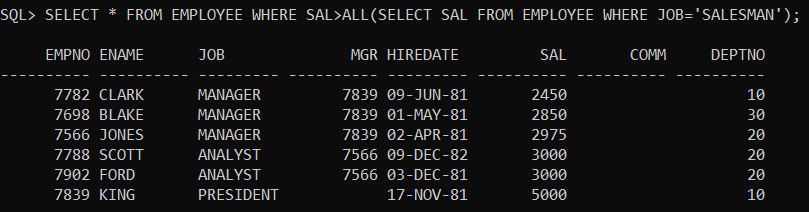 SQL> SELECT * FROM EMPLOYEE WHERE SAL>ALL(SELECT SAL FROM EMPLOYEE WHERE JOB='SALESMAN');
     EMPNO ENAME      JOB              MGR HIREDATE         SAL       COMM     DEPTNO
---------- ---------- --------- ---------- --------- ---------- ---------- ----------
      7782 CLARK      MANAGER         7839 09-JUN-81       2450                    10
      7698 BLAKE      MANAGER         7839 01-MAY-81       2850                    30
      7566 JONES      MANAGER         7839 02-APR-81       2975                    20
      7788 SCOTT      ANALYST         7566 09-DEC-82       3000                    20
      7902 FORD       ANALYST         7566 03-DEC-81       3000                    20
      7839 KING       PRESIDENT            17-NOV-81       5000                    10